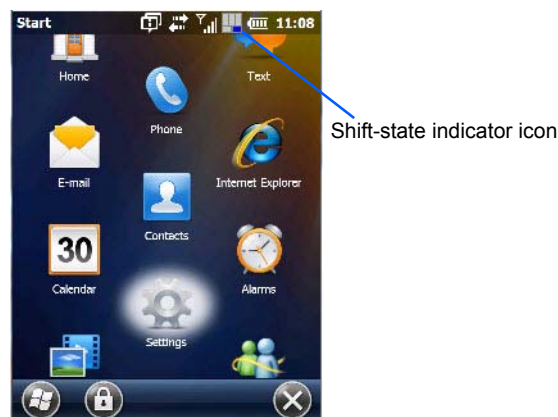 Start 11:08
Home
Text
Phone
E-mail
Internet Explorer
Contacts
30
Calendar
Alarms
Settings
Shift-state indicator icon